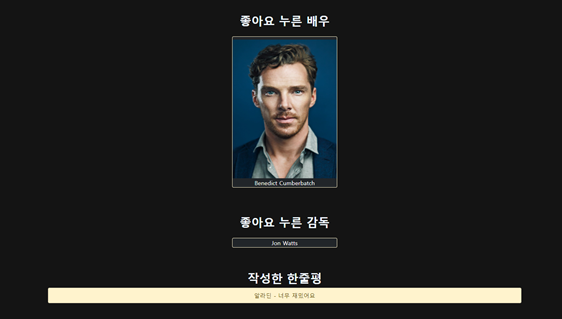 좋아요 누른 배우
Benedict Cumberbatch
좋아요 누른 감독
Jon Watts
작성한 한줄평
알라딘 - 너무 재밌어요